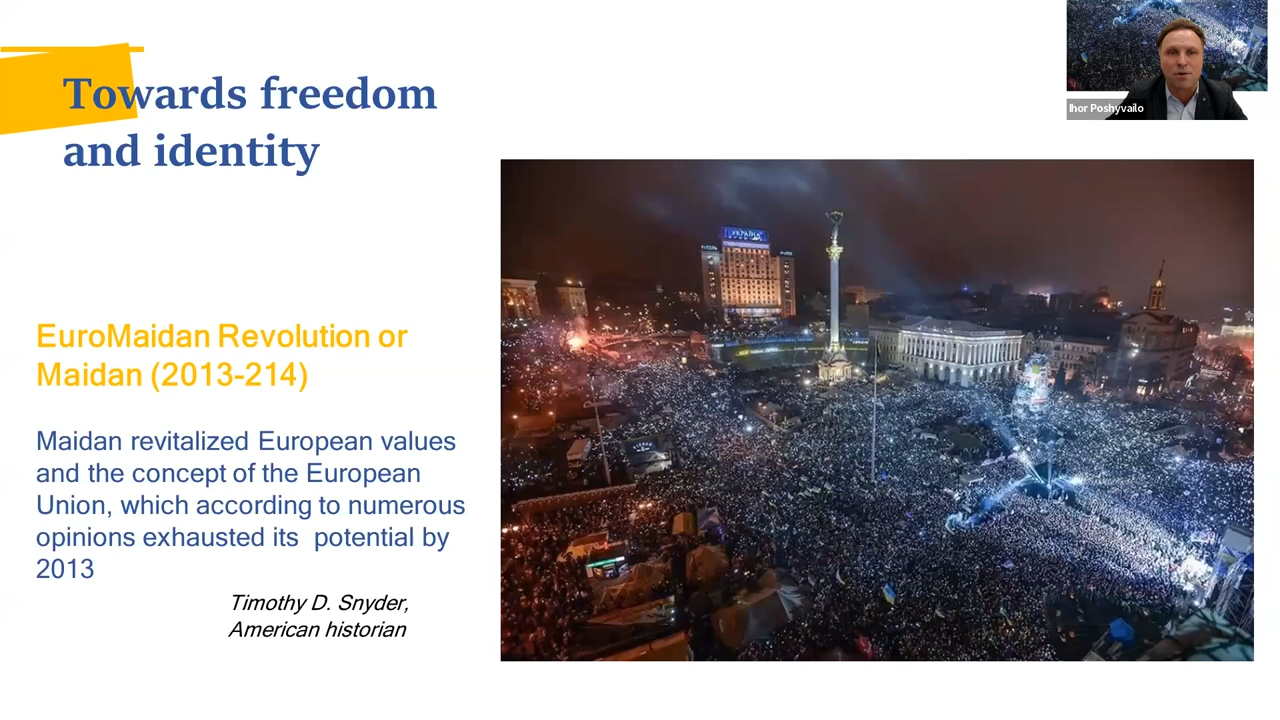 Towards freedom
and identity
Ihor Poshyvailo
УКРАЇНА
EuroMaidan Revolution or
Maidan (2013-214)
Maidan revitalized European values
and the concept of the European
Union, which according to numerous
opinions exhausted its  potential by
2013
Timothy D. Snyder,
American historian